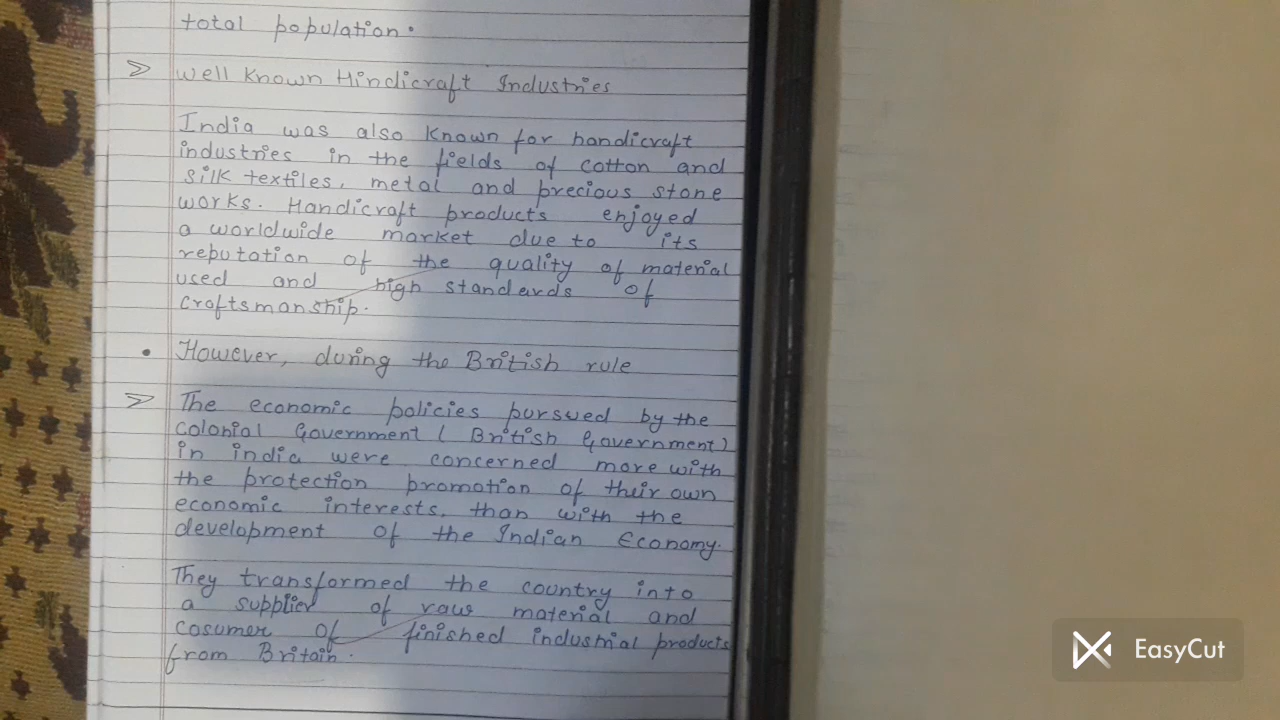 total population.
> Well Known Hindicraft Industries
India was also known for handicraft
industries in the fields of cotton and
silk textiles, metal and precious stone
works. Handicraft products enjoyed
a worldwide market due to its
reputation of the quality of material
used and high standards of
craftsmanship.
• However, during the British rule
> The economic policies pursued by the
colonial Government ( British Government)
in india were concerned more with
the protection promotion of their own
economic interests, than with the
development of the Indian Economy.
They transformed the country into
a supplier of raw material and
cosumer of finished industrial products
from Britain.
EasyCut